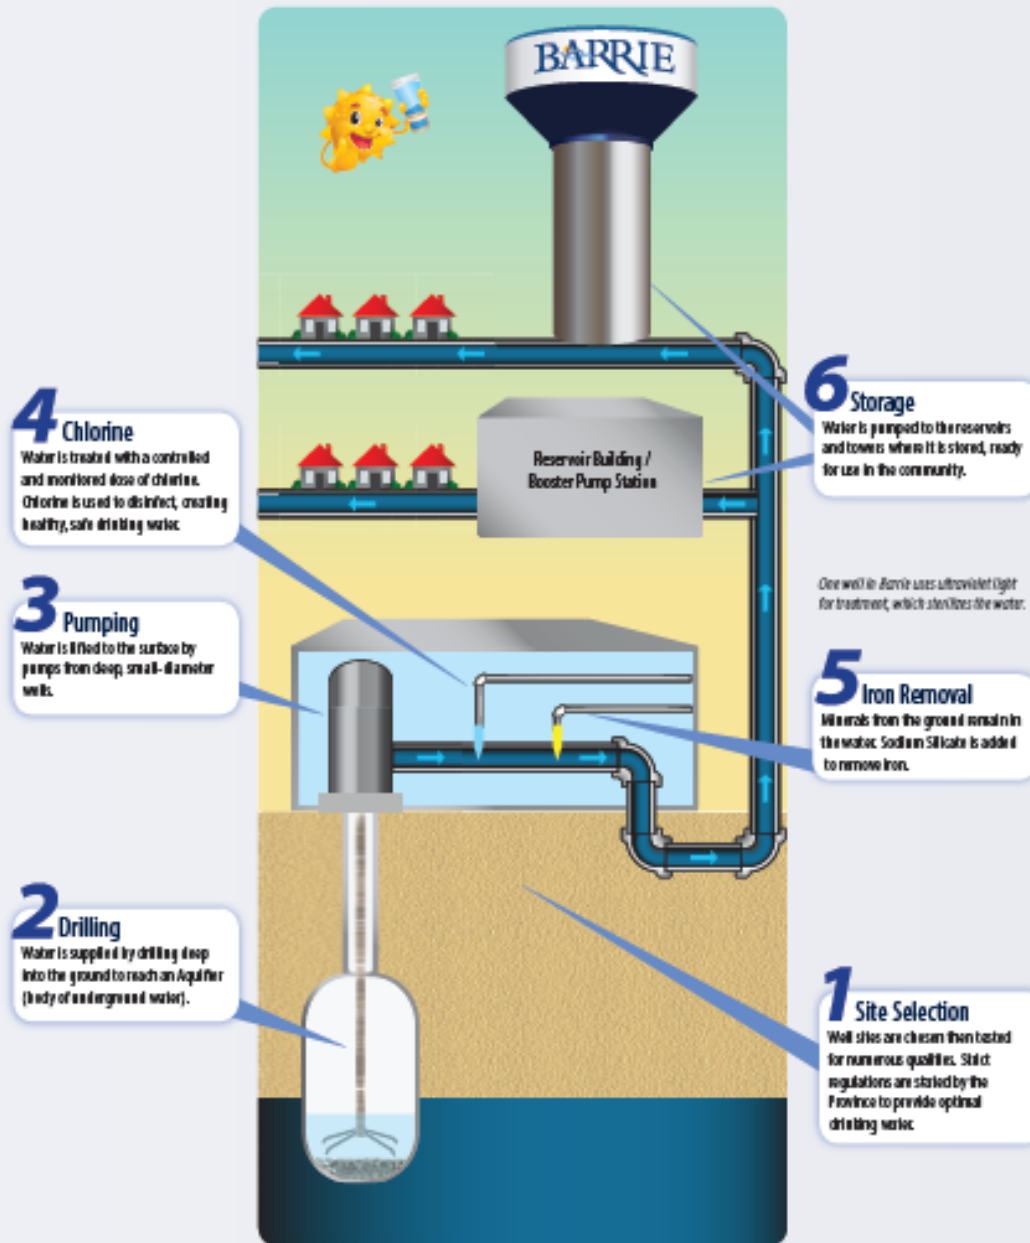 BARRIE
4 Chlorine
Water is treated with a controlled
and monitored dose of chlorine.
Chlorine is used to disinfect, creating
healthy, safe drinking water.
3 Pumping
Water is lifted to the surface by
pumps from deep, small-diameter
wells.
2 Drilling
Water is supplied by drilling deep
into the ground to reach an Aquifier
(body of underground water).
Reservoir Building /
Booster Pump Station
6 Storage
Water is pumped to the reservoirs
and towers where it is stored, ready
for use in the community.
One well in Barrie uses ultraviolet light
for treatment, which sterilizes the water.
5 Iron Removal
Minerals from the ground remain in
the water. Sodium Silicate is added
to remove iron.
1 Site Selection
Well sites are chosen then tested
for numerous qualities. Strict
regulations are stated by the
Province to provide optimal
drinking water.